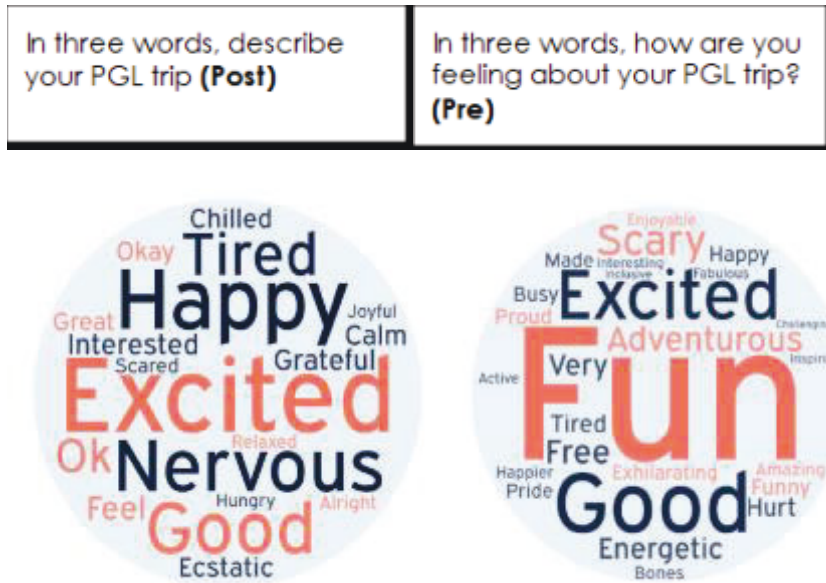 In three words, describe
your PGL trip (Post)
In three words, how are you
feeling about your PGL trip?
(Pre)
Chilled
Okay
Tired
Happy
Joyful
Great
Calm
Interested
Grateful
Scared
Excited
Relaxed
Ok
Nervous
Feel
Hungry
Alright
Good
Ecstatic
Enjoyable
Scary
Happy
Made
Interesting
Inclusive
Fabulous
Busy
Excited
Proud
Challengin
Adventurous
Fun
Very
Inspirin
Active
Tired
Free
Happier
Exhilarating
Amazing
Pride
Good
Funny
Hurt
Energetic
Bones